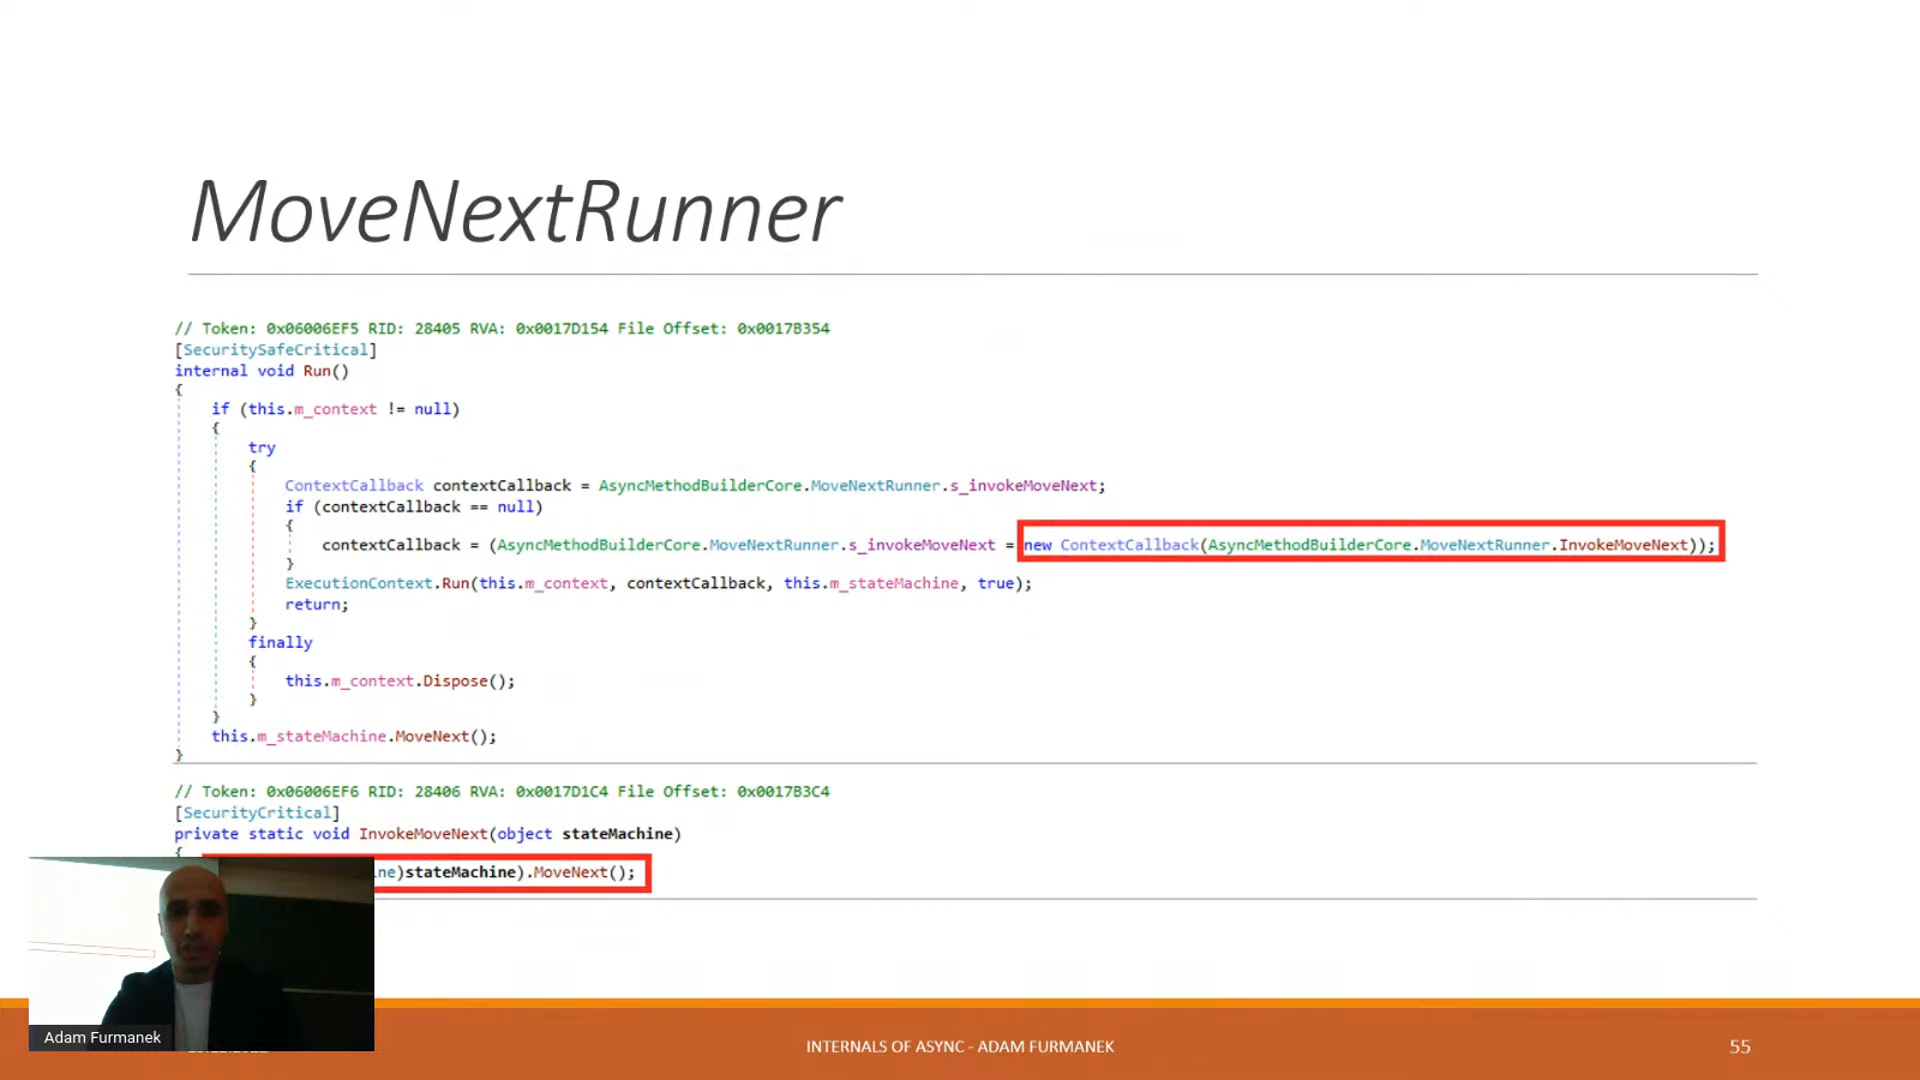 MoveNextRunner
// Token: 0x06006EF5 RID: 28405 RVA: 0x0017D154 File Offset: 0x0017B354
[SecuritySafeCritical]
internal void Run()
{
if (this.m_context != null)
{
try
{
ContextCallback contextCallback = AsyncMethodBuilderCore.MoveNextRunner.s_invokeMoveNext;
if (contextCallback == null)
{
contextCallback = (AsyncMethodBuilderCore.MoveNextRunner.s_invokeMoveNext = new ContextCallback(AsyncMethodBuilderCore.MoveNextRunner.InvokeMoveNext));
}
ExecutionContext.Run(this.m_context, contextCallback, this.m_stateMachine, true);
return;
}
finally
{
this.m_context.Dispose();
}
}
this.m_stateMachine.MoveNext();
}
// Token: 0x06006EF6 RID: 28406 RVA: 0x0017D1C4 File Offset: 0x0017B3C4
[SecurityCritical]
private static void InvokeMoveNext(object stateMachine)
{
ine)stateMachine).MoveNext();
Adam Furmanek
INTERNALS OF ASYNC - ADAM FURMANEK
55